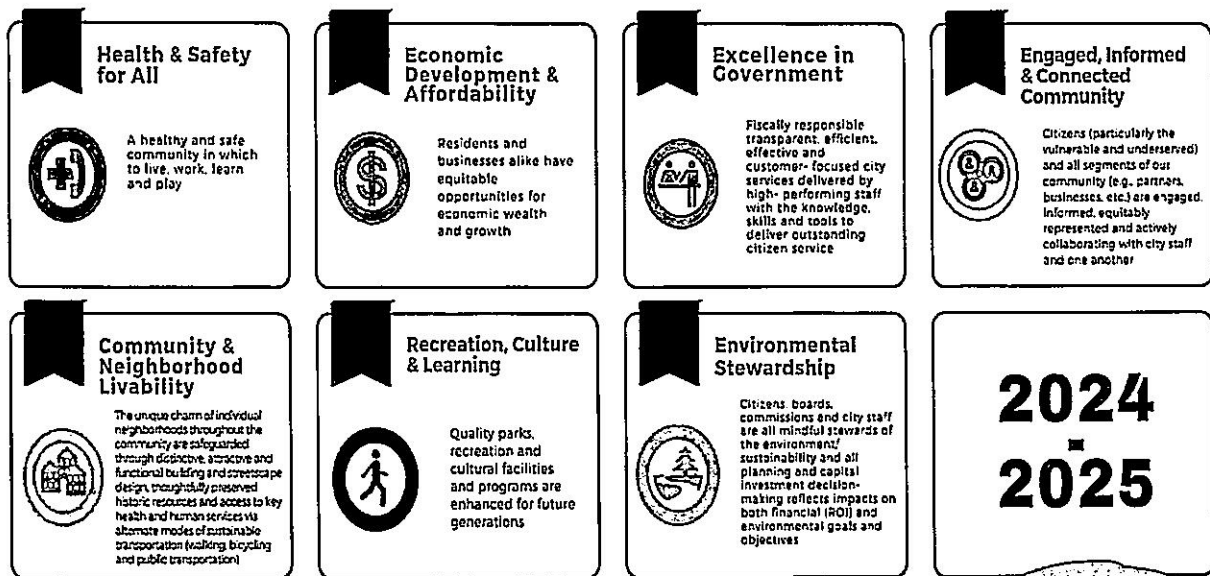 Health & Safety
for All
A healthy and safe
community in which
to live, work, learn
and play
Economic
Development &
Affordability
Residents and
businesses alike have
equitable
opportunities for
economic wealth
and growth
Excellence in
Government
Fiscally responsible
transparent, efficient,
effective and
customer- focused city
services delivered by
high- performing staff
with the knowledge,
skills and tools to
deliver outstanding
citizen service
Engaged, Informed
& Connected
Community
Citizens (particularly the
vulnerable and underserved)
and all segments of our
community (e.g., partners,
businesses, etc.) are engaged,
informed, equitably
represented and actively
collaborating with city staff
and one another
Community &
Neighborhood
Livability
The unique charm of individual
neighborhoods throughout the
community are safeguarded
through distinctive, attractive and
functional building and streetscape
design, thoughtfully preserved
historic resources and access to key
health and human services via
alternate modes of sustainable
transportation (walking, bicycling
and public transportation)
Recreation, Culture
& Learning
Quality parks,
recreation and
cultural facilities
and programs are
enhanced for future
generations
Environmental
Stewardship
Citizens, boards,
commissions and city staff
are all mindful stewards of
the environment/
sustainability and all
planning and capital
investment decision-
making reflects impacts on
both financial (ROI) and
environmental goals and
objectives
2024
-
2025